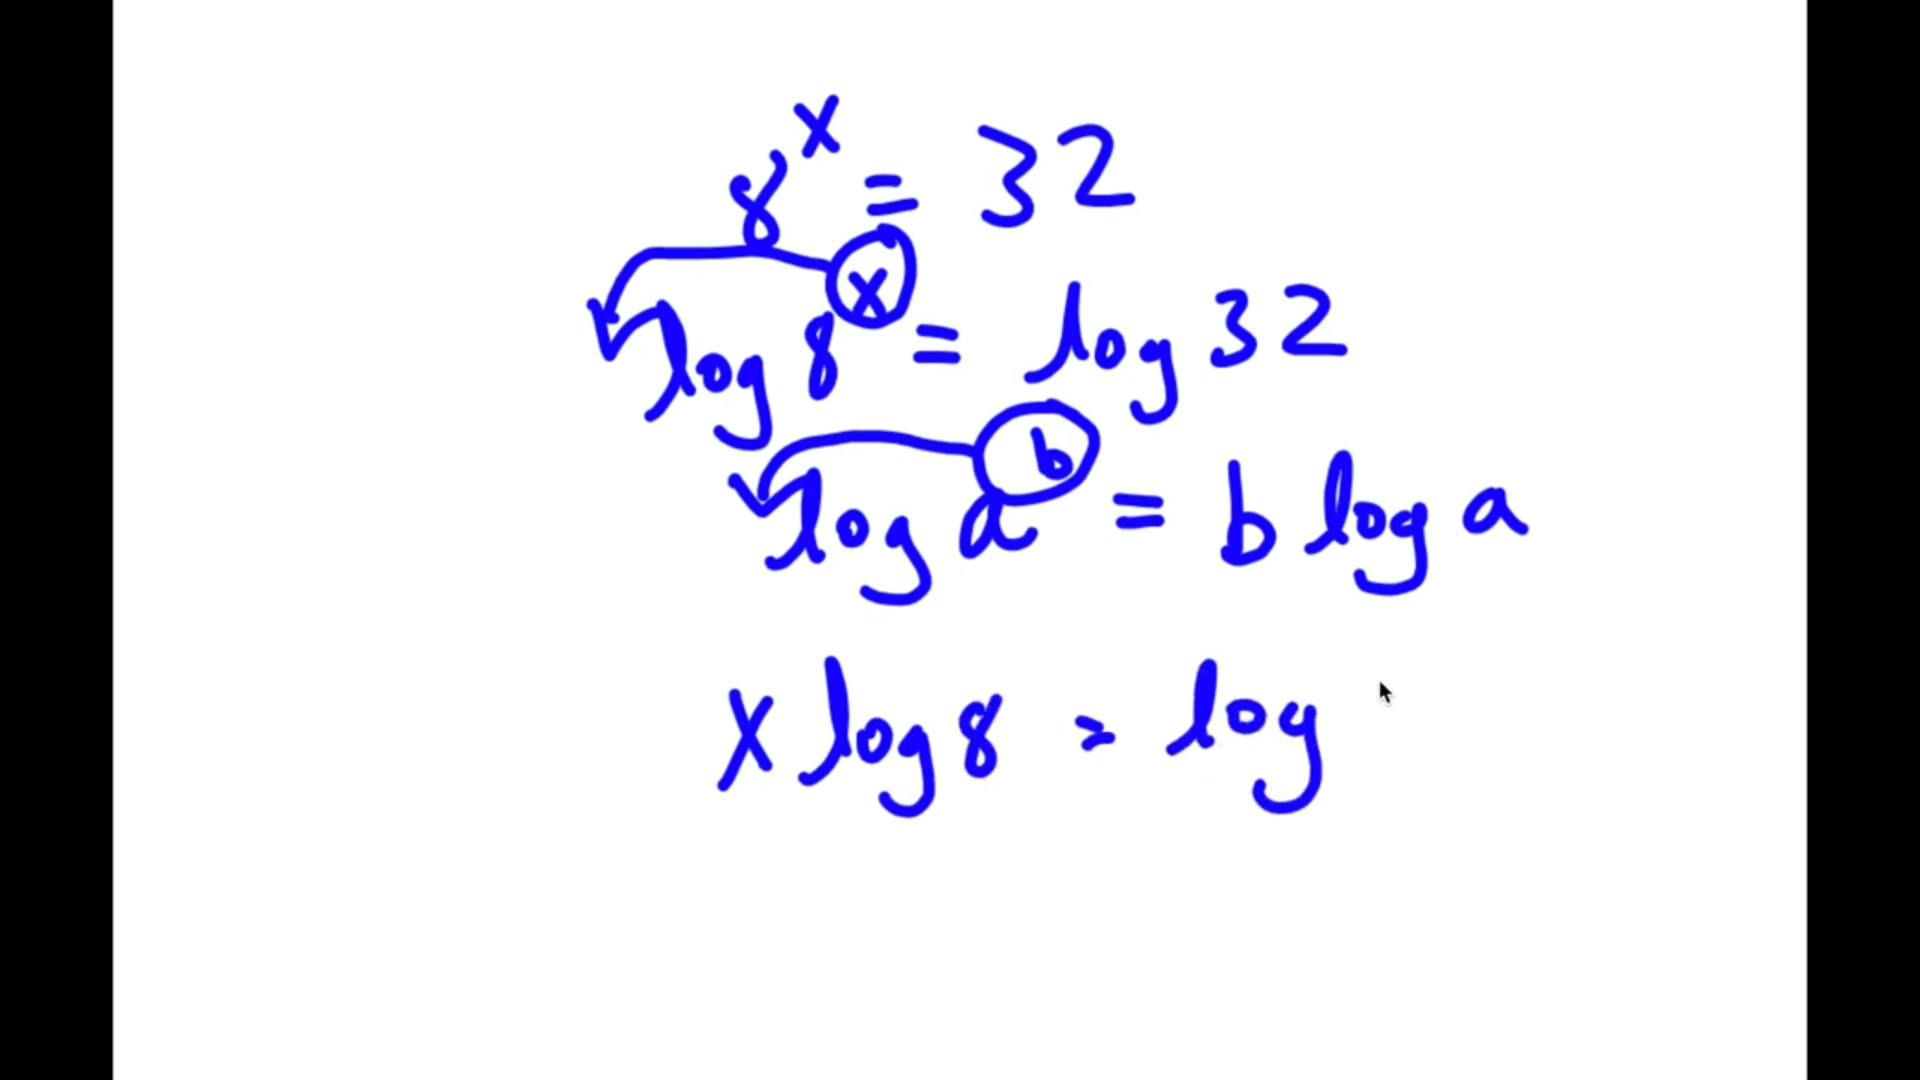 8^x = 32
log 8^x = log 32
log a^b = b log a
x log 8 = log